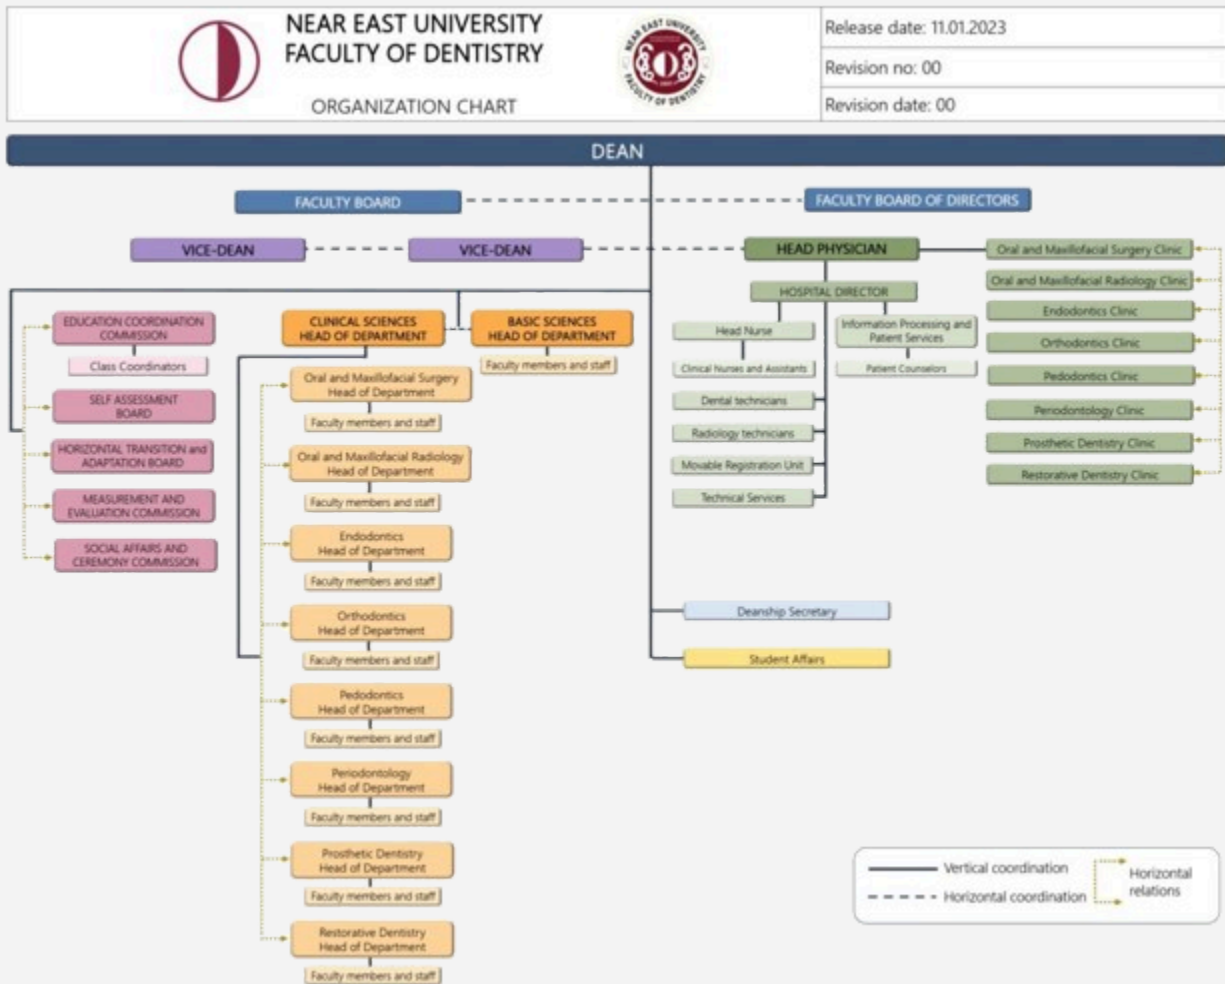 NEAR EAST UNIVERSITY
FACULTY OF DENTISTRY
ORGANIZATION CHART
NEAR EAST UNIVERSITY
FACULTY OF DENTISTRY
Release date: 11.01.2023
Revision no: 00
Revision date: 00
DEAN
FACULTY BOARD
FACULTY BOARD OF DIRECTORS
VICE-DEAN
VICE-DEAN
HEAD PHYSICIAN
HOSPITAL DIRECTOR
EDUCATION COORDINATION
COMMISSION
Class Coordinators
SELF ASSESSMENT
BOARD
HORIZONTAL TRANSITION and
ADAPTATION BOARD
MEASUREMENT AND
EVALUATION COMMISSION
SOCIAL AFFAIRS AND
CEREMONY COMMISSION
CLINICAL SCIENCES
HEAD OF DEPARTMENT
BASIC SCIENCES
HEAD OF DEPARTMENT
Faculty members and staff
Oral and Maxillofacial Surgery
Head of Department
Faculty members and staff
Oral and Maxillofacial Radiology
Head of Department
Faculty members and staff
Endodontics
Head of Department
Faculty members and staff
Orthodontics
Head of Department
Faculty members and staff
Pedodontics
Head of Department
Faculty members and staff
Periodontology
Head of Department
Faculty members and staff
Prosthetic Dentistry
Head of Department
Faculty members and staff
Restorative Dentistry
Head of Department
Faculty members and staff
Head Nurse
Clinical Nurses and Assistants
Dental technicians
Radiology technicians
Movable Registration Unit
Technical Services
Information Processing and
Patient Services
Patient Counselors
Oral and Maxillofacial Surgery Clinic
Oral and Maxillofacial Radiology Clinic
Endodontics Clinic
Orthodontics Clinic
Pedodontics Clinic
Periodontology Clinic
Prosthetic Dentistry Clinic
Restorative Dentistry Clinic
Deanship Secretary
Student Affairs
Vertical coordination
Horizontal coordination
Horizontal
relations